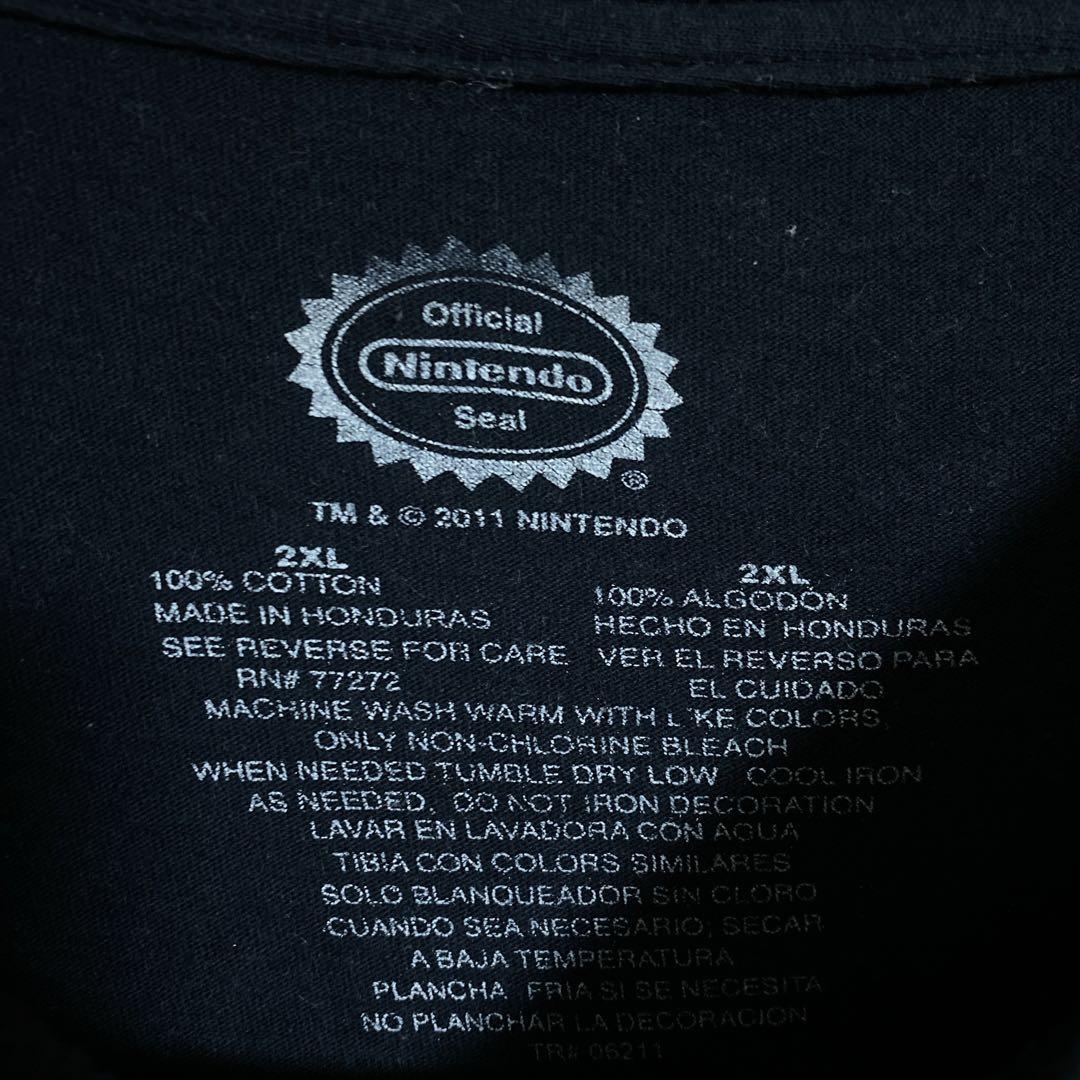 Official
Nintendo
Seal
®
TM & © 2011 NINTENDO
2XL
100% COTTON
MADE IN HONDURAS
SEE REVERSE FOR CARE
RN# 77272
2XL
100% ALGODON
HECHO EN HONDURAS
VER EL REVERSO PARA
EL CUIDADO
MACHINE WASH WARM WITH LIKE COLORS,
ONLY NON-CHLORINE BLEACH
WHEN NEEDED TUMBLE DRY LOW COOL IRON
AS NEEDED. DO NOT IRON DECORATION
LAVAR EN LAVADORA CON AGUA
TIBIA CON COLORS SIMILARES
SOLO BLANQUEADOR SIN CLORO
CUANDO SEA NECESARIO, SECAR
A BAJA TEMPERATURA
PLANCHA FRIA SI SE NECESITA
NO PLANCHAR LA DECORACION
TR# 06211